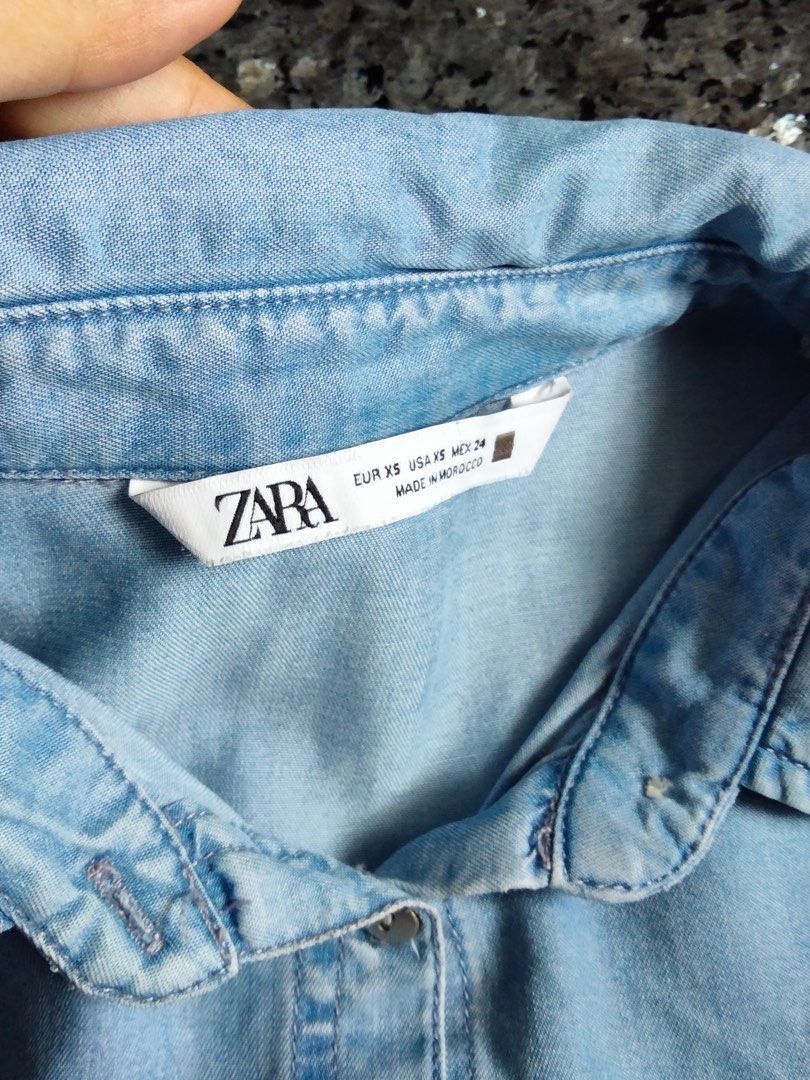 ZARA
EUR XS USA XS MEX 24
MADE IN MOROCCO